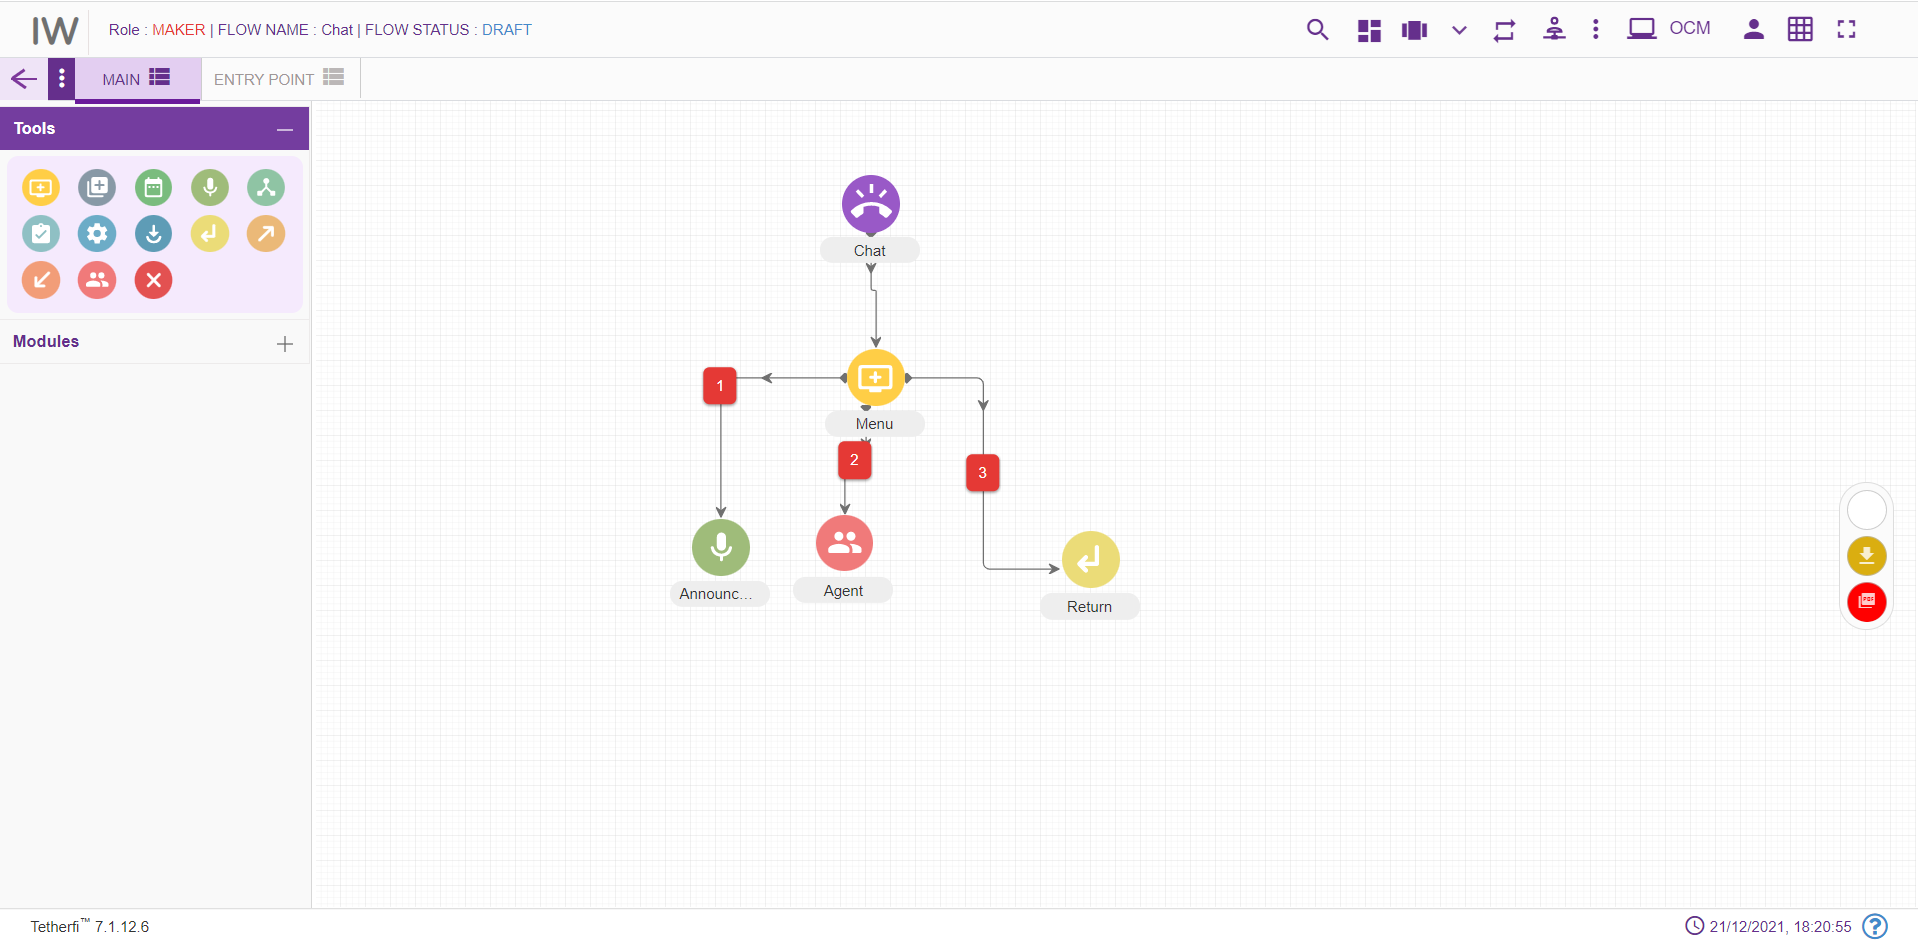 IW
Role : MAKER | FLOW NAME : Chat | FLOW STATUS : DRAFT
OCM
MAIN
ENTRY POINT
Tools
Modules
Chat
Menu
1
2
3
Announc...
Agent
Return
PDF
Tetherfi™ 7.1.12.6
21/12/2021, 18:20:55
?